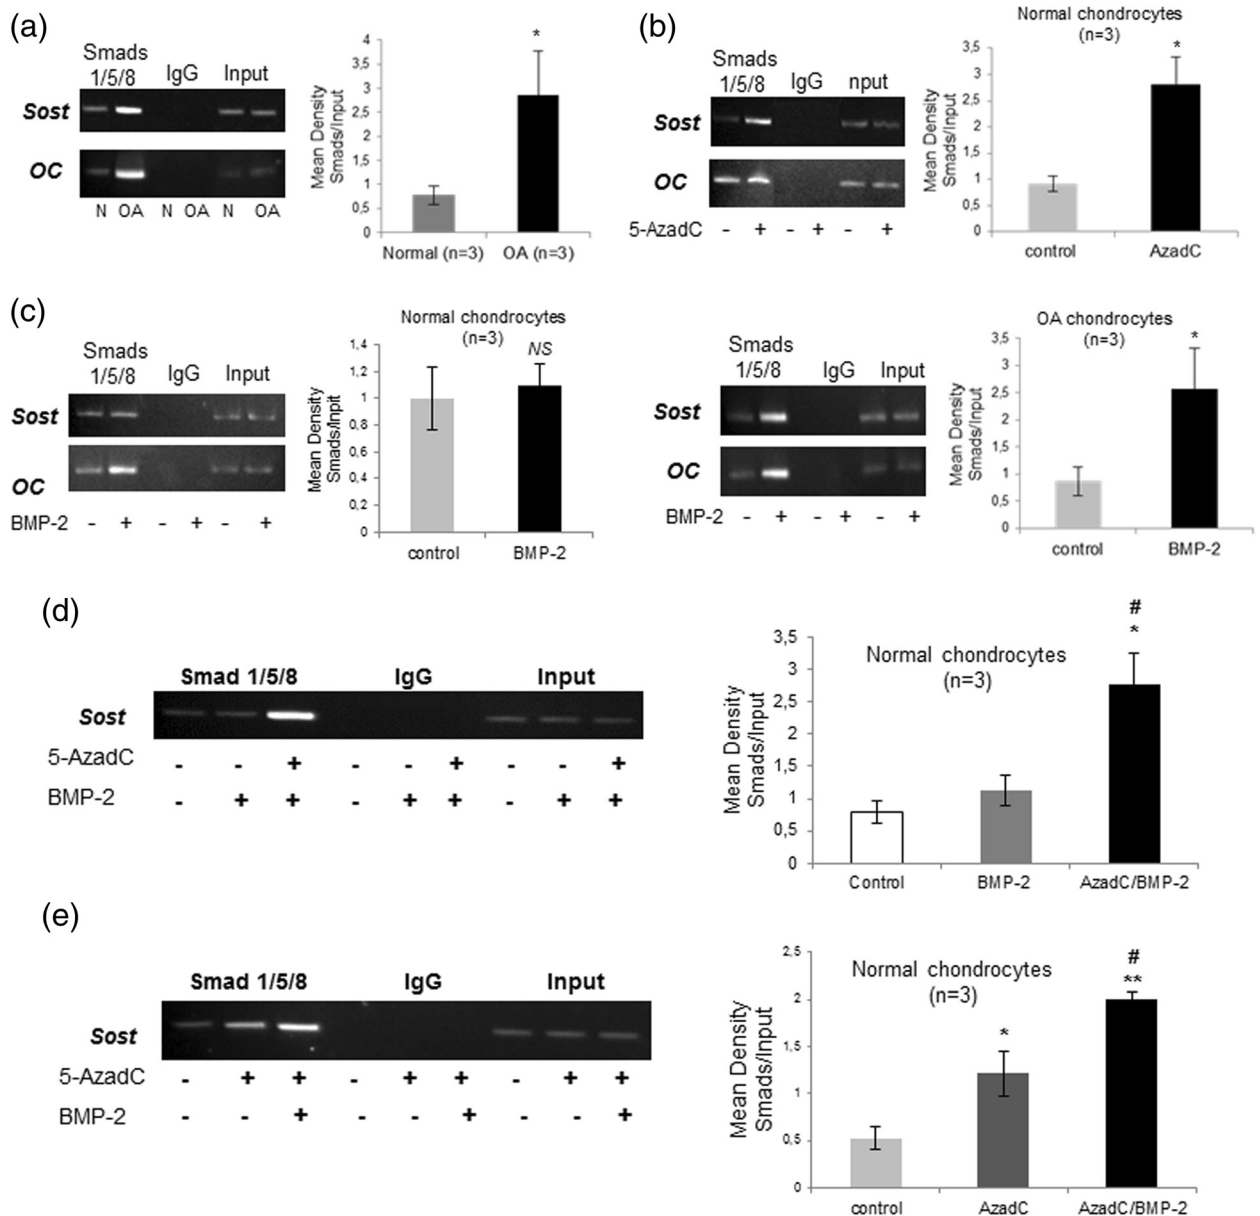 (a)
Smads
1/5/8 IgG Input
Sost
OC
N OA N OA N OA
Mean Density
Smads/Input
4
3,5
3
2,5
2
1,5
1
0,5
0
*
Normal (n=3) OA (n=3)
(b)
Smads
1/5/8 IgG nput
Sost
OC
5-AzadC - + - + - +
Normal chondrocytes
(n=3)
Mean Density
Smads/Input
3,5
3
2,5
2
1,5
1
0,5
0
*
control AzadC
(c)
Smads
1/5/8 IgG Input
Sost
OC
BMP-2 - + - + - +
Normal chondrocytes
(n=3)
NS
Mean Density
Smads/Inpit
1,4
1,2
1
0,8
0,6
0,4
0,2
0
control BMP-2
Smads
1/5/8 IgG Input
Sost
OC
BMP-2 - + - + - +
OA chondrocytes
(n=3)
*
Mean Density
Smads/Input
3,5
3
2,5
2
1,5
1
0,5
0
control BMP-2
(d)
Smad 1/5/8 IgG Input
Sost
5-AzadC - - + - - + - - +
BMP-2 - + + - + + - + +
Normal chondrocytes
(n=3)
#
*
Mean Density
Smads/Input
3,5
3
2,5
2
1,5
1
0,5
0
Control BMP-2 AzadC/BMP-2
(e)
Smad 1/5/8 IgG Input
Sost
5-AzadC - + + - + + - + +
BMP-2 - - + - - + - - +
Normal chondrocytes
(n=3)
*
#
**
Mean Density
Smads/Input
2,5
2
1,5
1
0,5
0
control AzadC AzadC/BMP-2